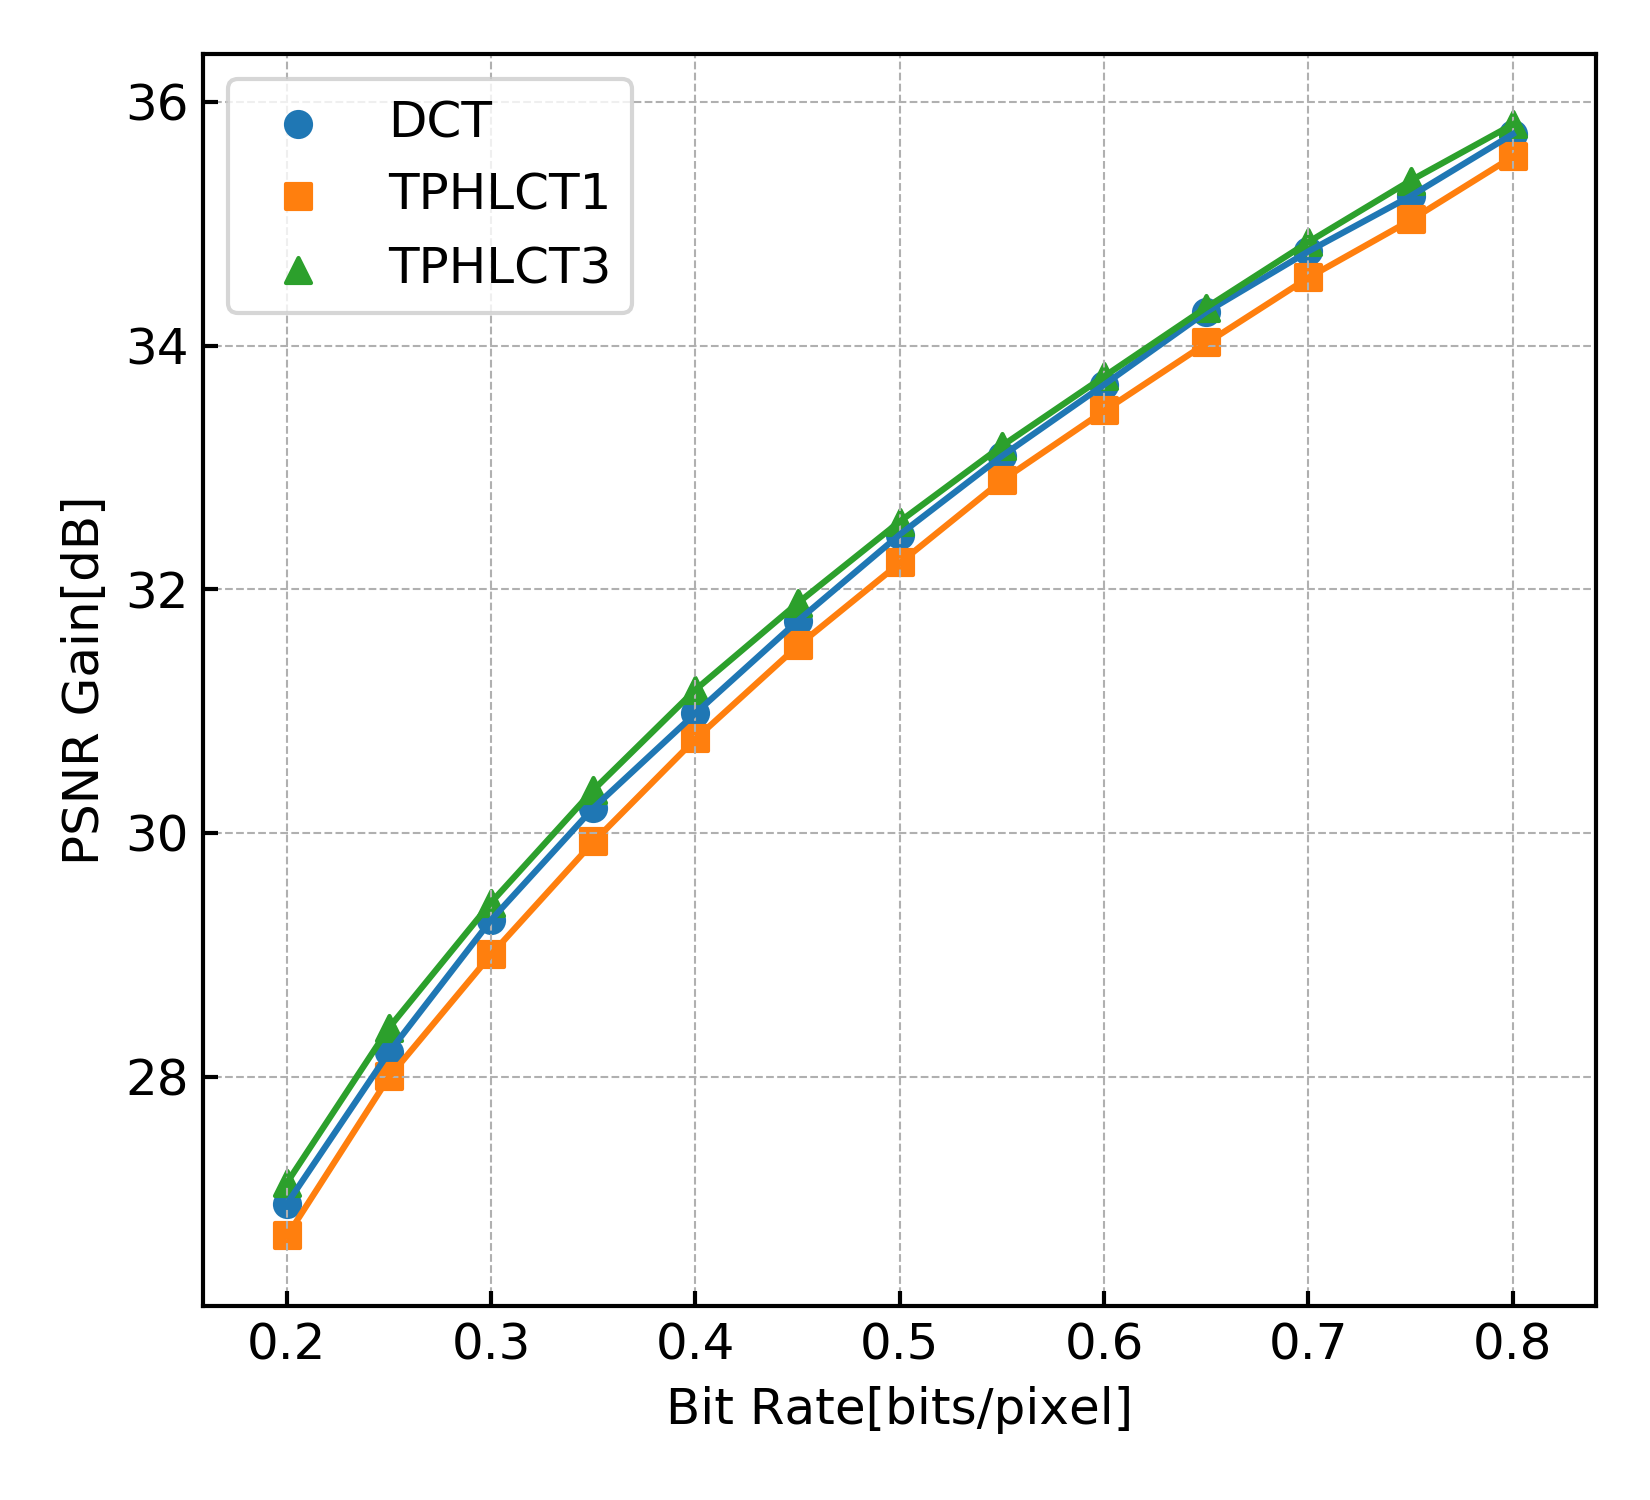 DCT
TPHLCT1
TPHLCT3
36
34
32
30
28
PSNR Gain[dB]
0.2 0.3 0.4 0.5 0.6 0.7 0.8
Bit Rate[bits/pixel]